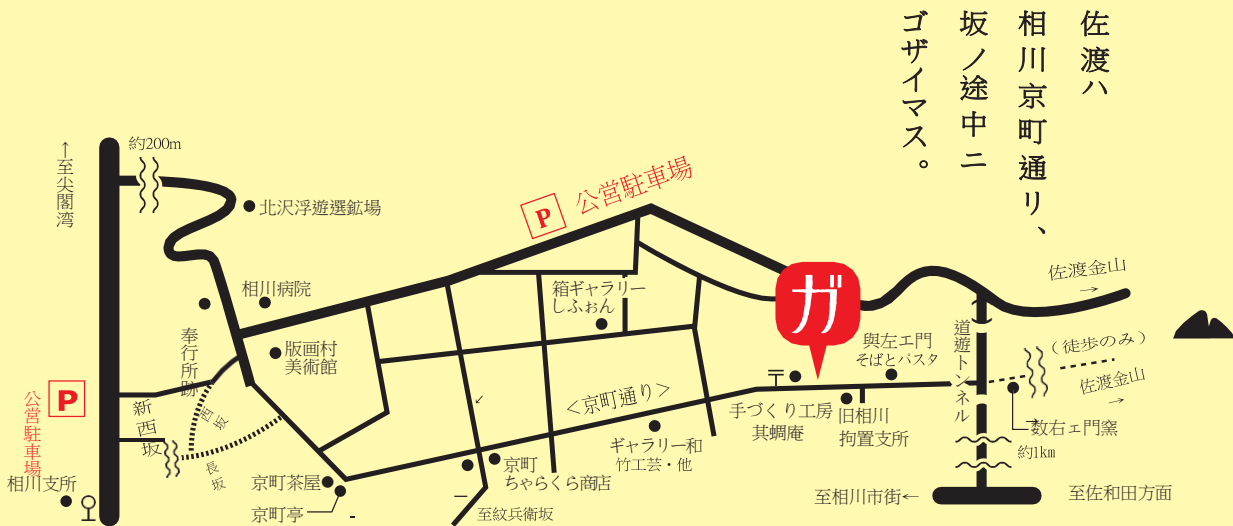 佐渡ハ
相川京町通リ、
坂ノ途中ニ
ゴザイマス。
↑至尖閣湾
約200m
北沢浮遊選鉱場
P 公営駐車場
佐渡金山
→
相川病院
箱ギャラリー
しふぉん
ガ
奉行所跡
版画村
美術館
與左エ門
そばとパスタ
道遊トンネル
(徒歩のみ)
佐渡金山
→
P
公営駐車場
新西坂
西坂
長坂
<京町通り>
〒
手づくり工房
其蜩庵
旧相川
拘置支所
数右ェ門窯
約1km
ギャラリー和
竹工芸・他
京町
ちゃらくら商店
京町茶屋
京町亭
相川支所
至紋兵衛坂
至相川市街←
至佐和田方面